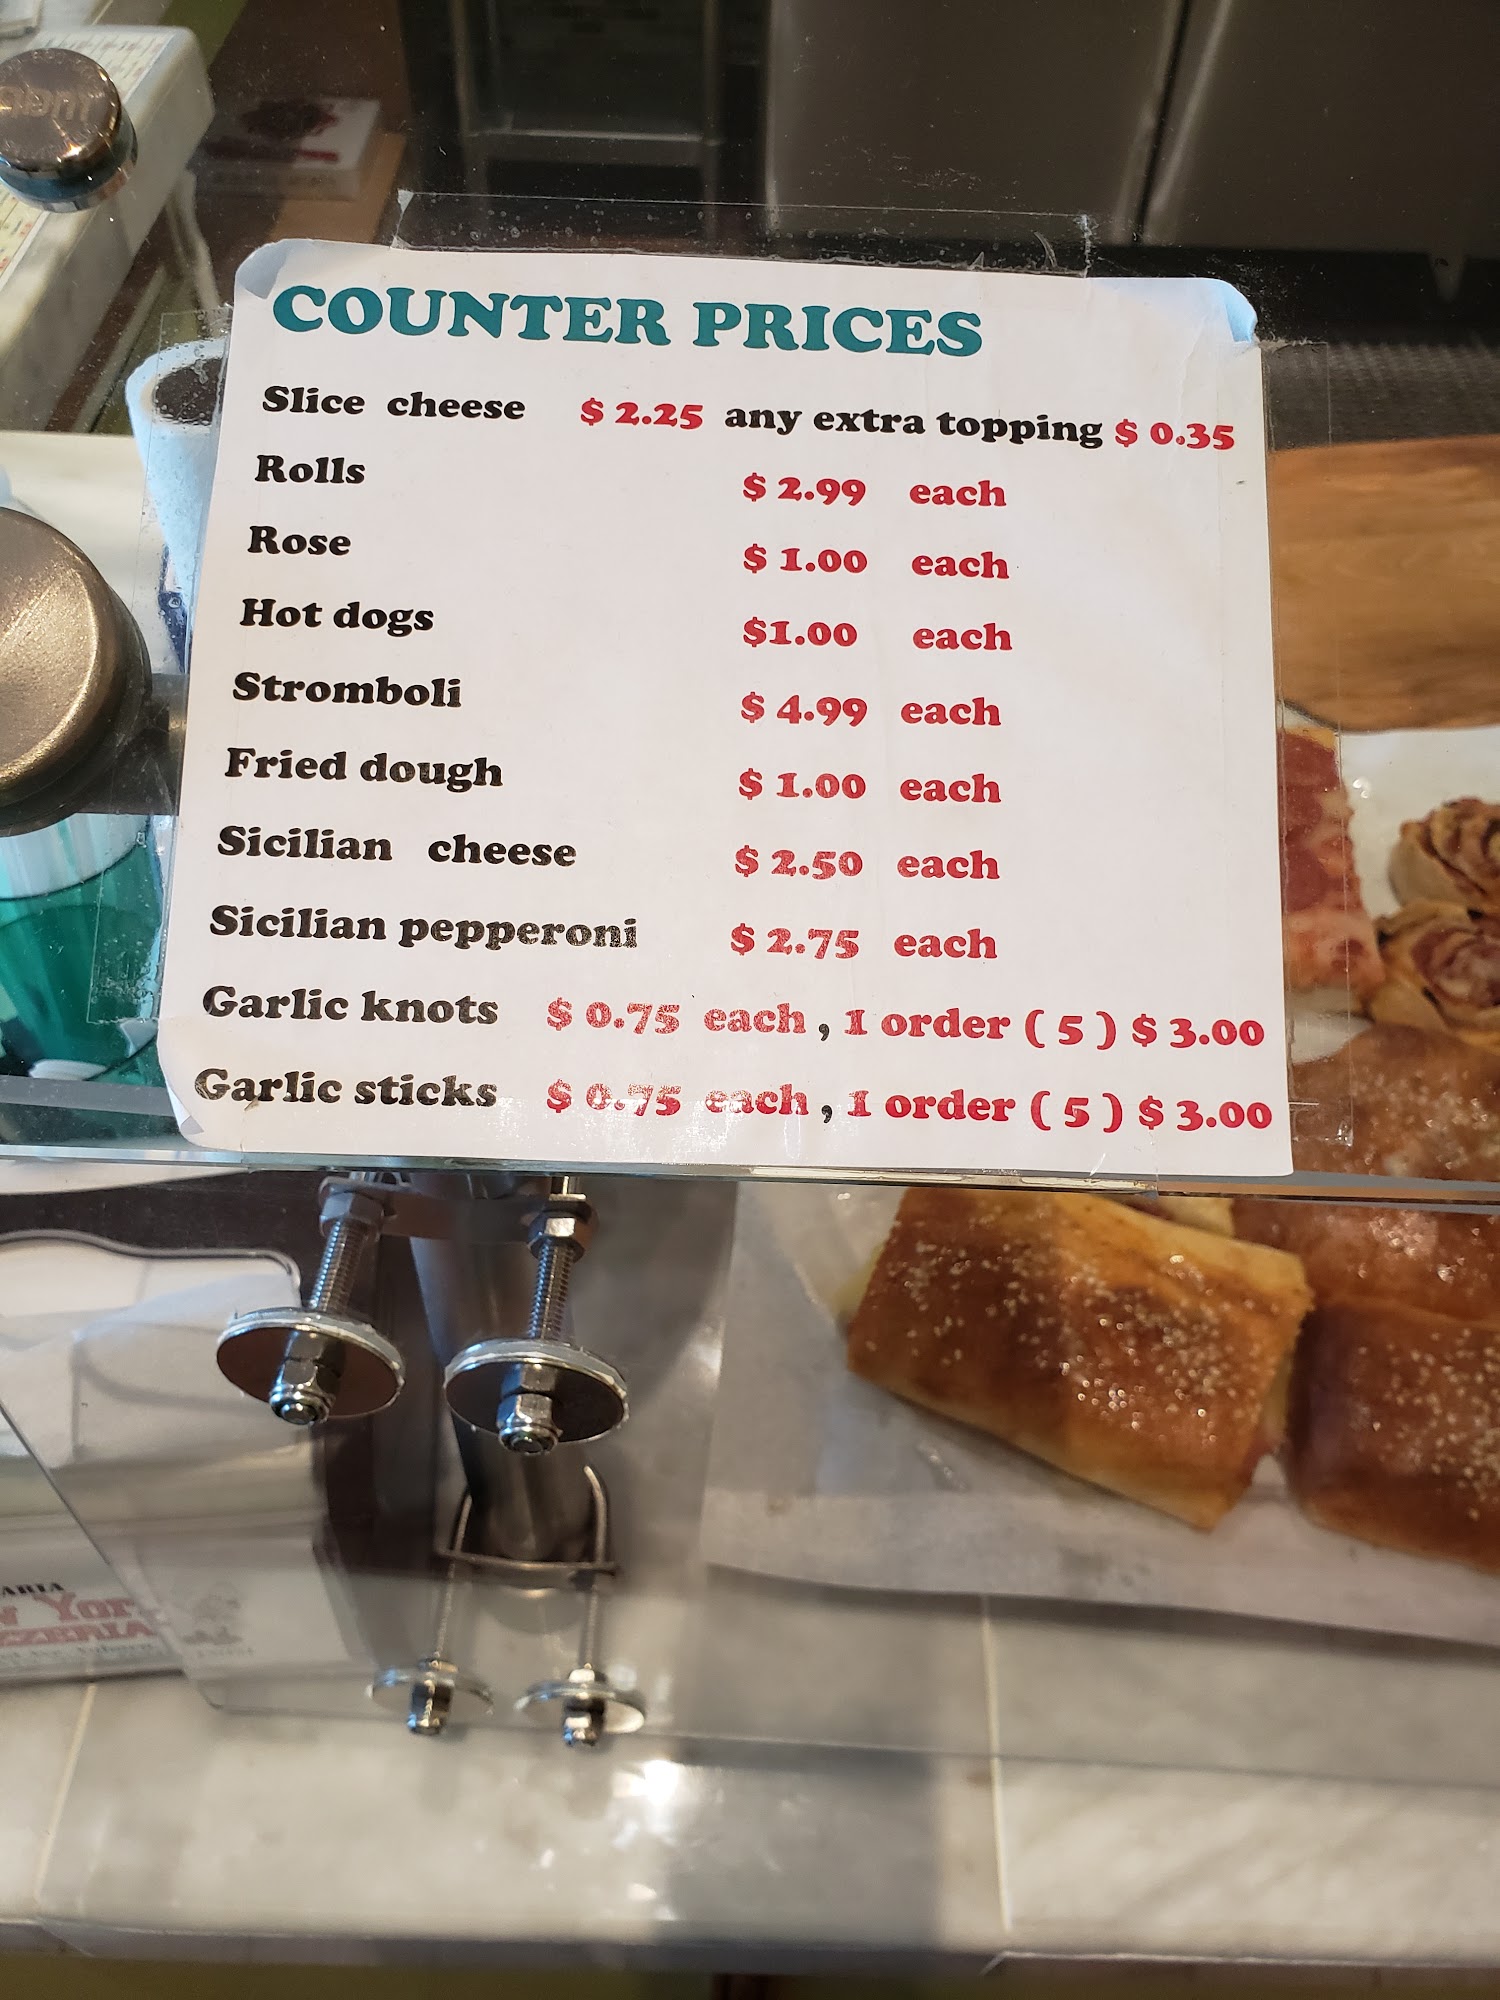 COUNTER PRICES
Slice cheese $ 2.25 any extra topping $ 0.35
Rolls $ 2.99 each
Rose $ 1.00 each
Hot dogs $1.00 each
Stromboli $ 4.99 each
Fried dough $ 1.00 each
Sicilian cheese $ 2.50 each
Sicilian pepperoni $ 2.75 each
Garlic knots $ 0.75 each , 1 order ( 5 ) $ 3.00
Garlic sticks $ 0.75 each , 1 order ( 5 ) $ 3.00